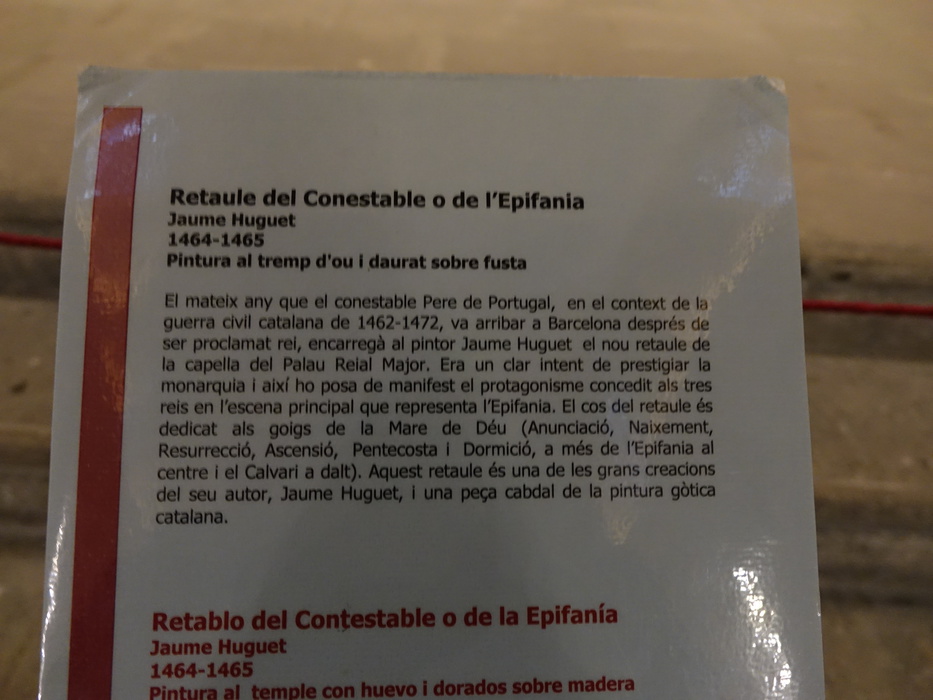 Retaule del Conestable o de l'Epifania
Jaume Huguet
1464-1465
Pintura al tremp d'ou i daurat sobre fusta
El mateix any que el conestable Pere de Portugal, en el context de la
guerra civil catalana de 1462-1472, va arribar a Barcelona després de
ser proclamat rei, encarregà al pintor Jaume Huguet el nou retaule de
la capella del Palau Reial Major. Era un clar intent de prestigiar la
monarquia i així ho posa de manifest el protagonisme concedit als tres
reis en l'escena principal que representa l'Epifania. El cos del retaule és
dedicat als goigs de la Mare de Déu (Anunciació, Naixement,
Resurrecció, Ascensió, Pentecosta i Dormició, a més de l'Epifania al
centre i el Calvari a dalt). Aquest retaule és una de les grans creacions
del seu autor, Jaume Huguet, i una peça cabdal de la pintura gòtica
catalana.
Retablo del Contestable o de la Epifanía
Jaume Huguet
1464-1465
Pintura al temple con huevo i dorados sobre madera